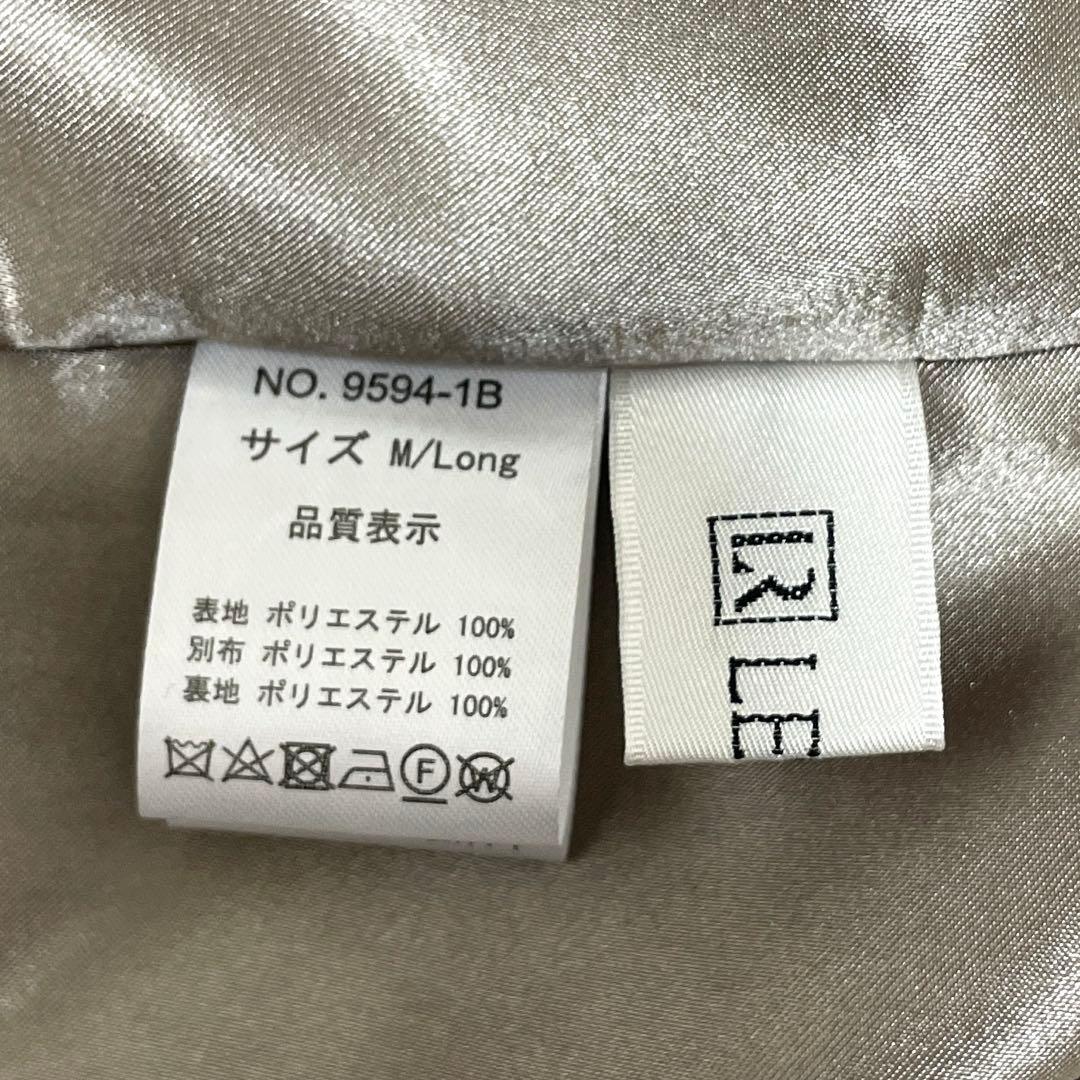 NO. 9594-1B
サイズ M/Long
品質表示
表地 ポリエステル 100%
別布 ポリエステル 100%
裏地 ポリエステル 100%
F
W
LR
LE